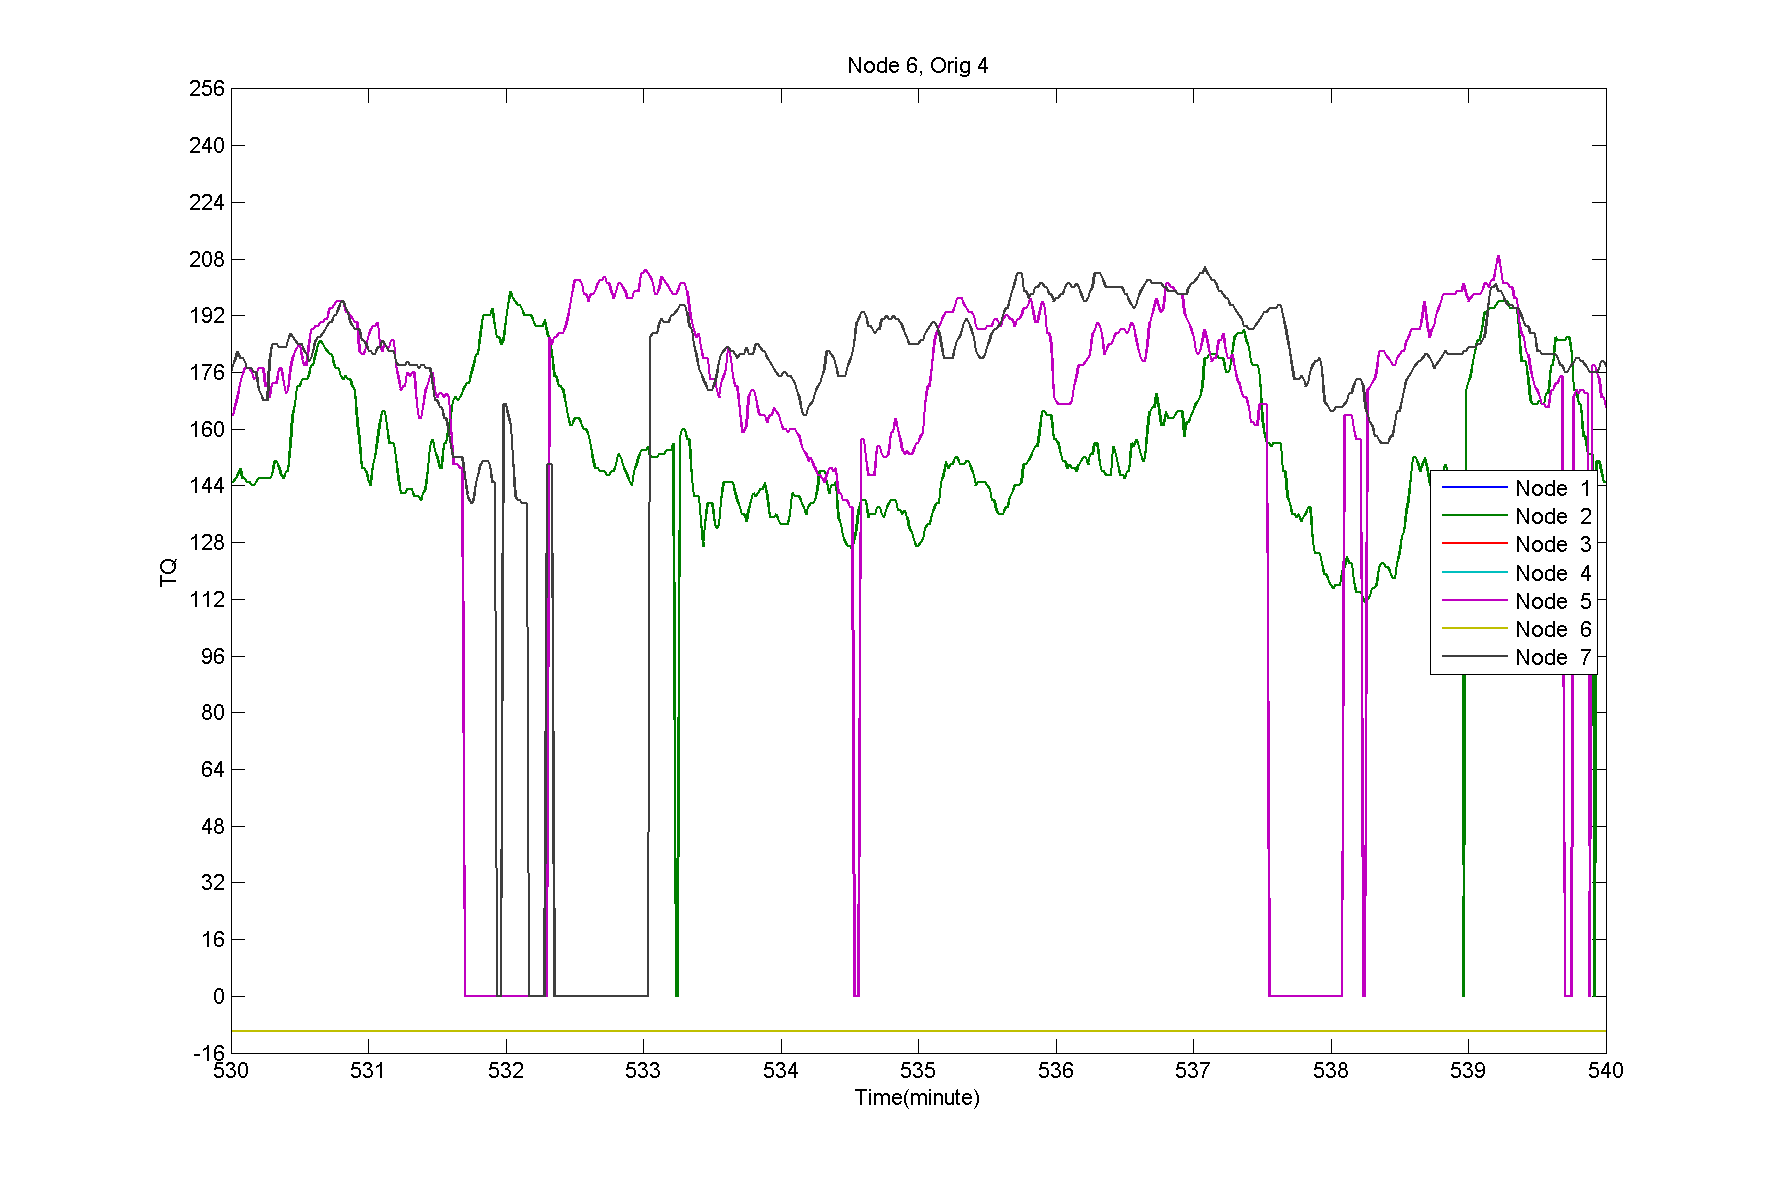 Node 6, Orig 4
256
240
224
208
192
176
160
144
128
112
96
80
64
48
32
16
0
-16
TQ
530 531 532 533 534 535 536 537 538 539 540
Time(minute)
Node 1
Node 2
Node 3
Node 4
Node 5
Node 6
Node 7